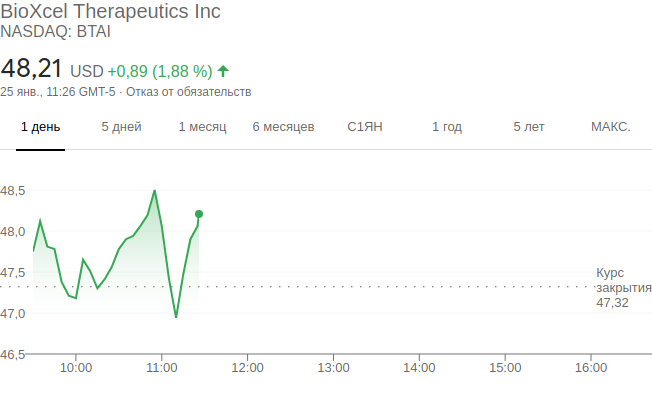 BioXcel Therapeutics Inc
NASDAQ: BTAI
48,21 USD +0,89 (1,88 %)
25 янв., 11:26 GMT-5 · Отказ от обязательств
1 день 5 дней 1 месяц 6 месяцев С1ЯН 1 год 5 лет МАКС.
48,5
48,0
47,5
47,0
46,5
Курс
закрытия
47,32
10:00 11:00 12:00 13:00 14:00 15:00 16:00